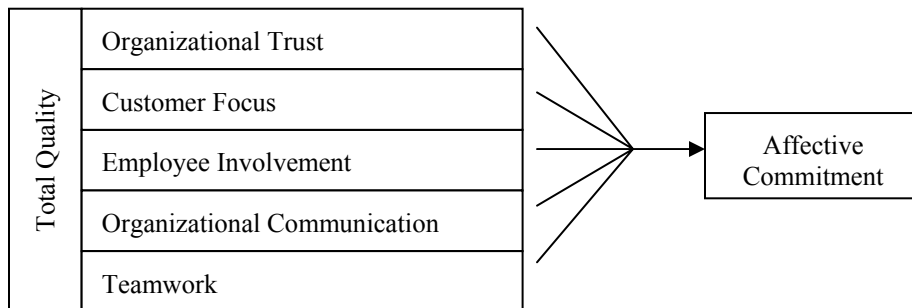 Total Quality
Organizational Trust
Customer Focus
Employee Involvement
Organizational Communication
Teamwork
Affective
Commitment